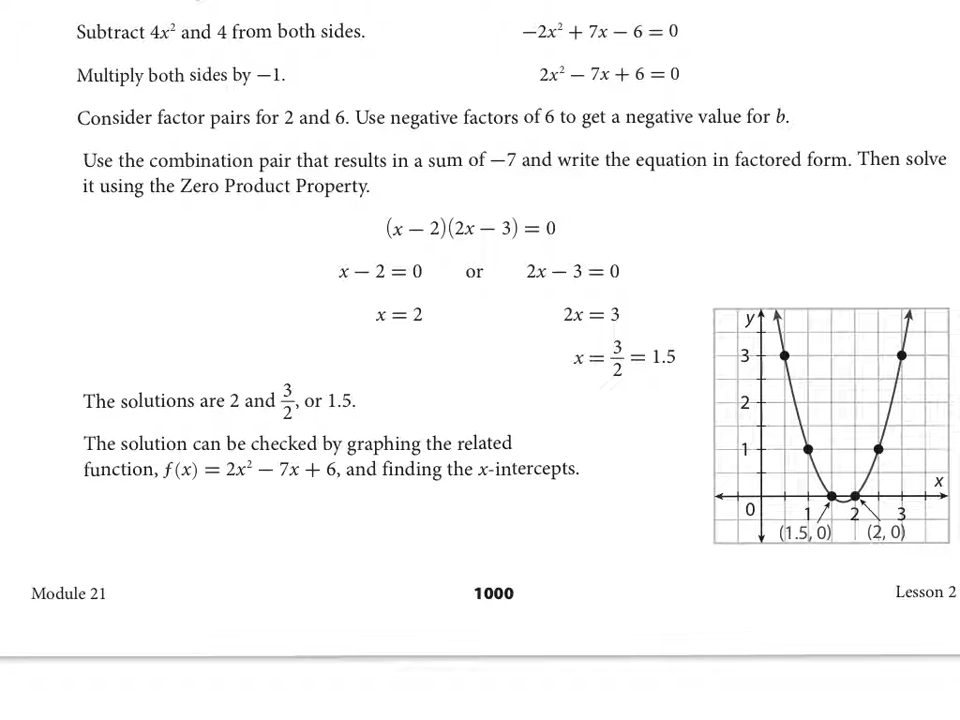 Subtract 4x² and 4 from both sides. −2x² + 7x − 6 = 0
Multiply both sides by −1. 2x² − 7x + 6 = 0
Consider factor pairs for 2 and 6. Use negative factors of 6 to get a negative value for b.
Use the combination pair that results in a sum of −7 and write the equation in factored form. Then solve
it using the Zero Product Property.
(x − 2)(2x − 3) = 0
x − 2 = 0 or 2x − 3 = 0
x = 2 2x = 3
x = 3/2 = 1.5
The solutions are 2 and 3/2, or 1.5.
The solution can be checked by graphing the related
function, f(x) = 2x² − 7x + 6, and finding the x-intercepts.
y
3
2
1
x
0 1 2 3
(1.5, 0) (2, 0)
Module 21 1000 Lesson 2